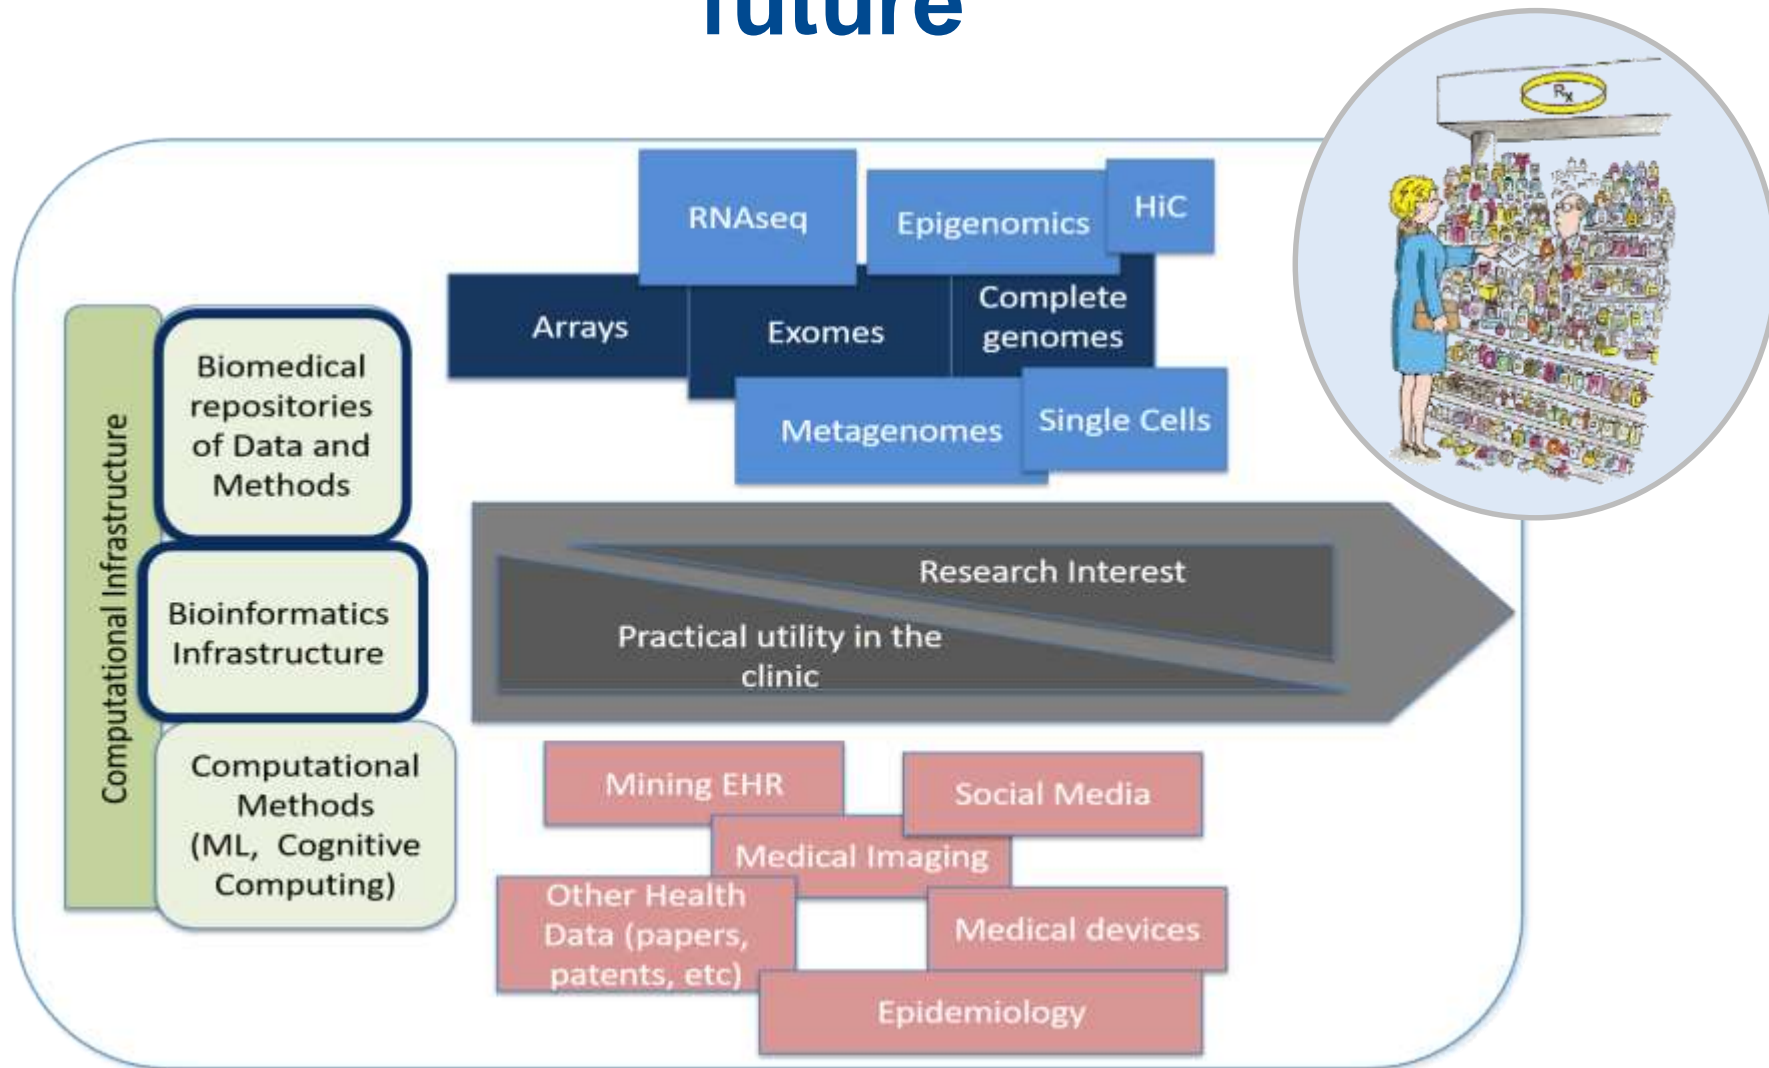 future
Rx
RNAseq
Epigenomics
HiC
Arrays
Exomes
Complete
genomes
Metagenomes
Single Cells
Computational Infrastructure
Biomedical
repositories
of Data and
Methods
Bioinformatics
Infrastructure
Computational
Methods
(ML, Cognitive
Computing)
Research Interest
Practical utility in the
clinic
Mining EHR
Social Media
Medical Imaging
Other Health
Data (papers,
patents, etc)
Medical devices
Epidemiology